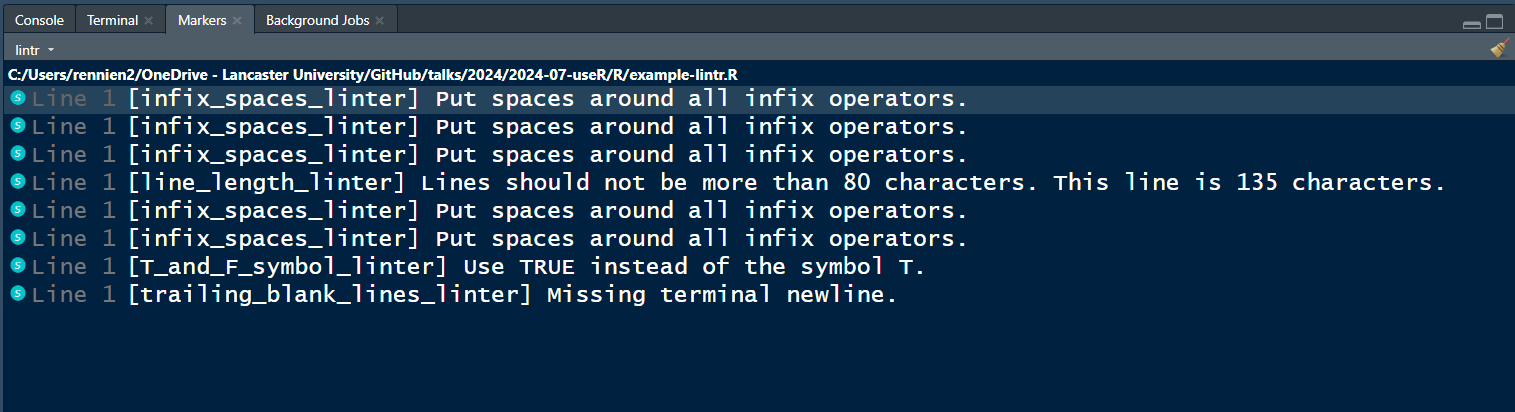 Console Terminal Markers Background Jobs
lintr
C:/Users/rennien2/OneDrive - Lancaster University/GitHub/talks/2024/2024-07-useR/R/example-lintr.R
S Line 1 [infix_spaces_linter] Put spaces around all infix operators.
S Line 1 [infix_spaces_linter] Put spaces around all infix operators.
S Line 1 [infix_spaces_linter] Put spaces around all infix operators.
S Line 1 [line_length_linter] Lines should not be more than 80 characters. This line is 135 characters.
S Line 1 [infix_spaces_linter] Put spaces around all infix operators.
S Line 1 [infix_spaces_linter] Put spaces around all infix operators.
S Line 1 [T_and_F_symbol_linter] Use TRUE instead of the symbol T.
S Line 1 [trailing_blank_lines_linter] Missing terminal newline.